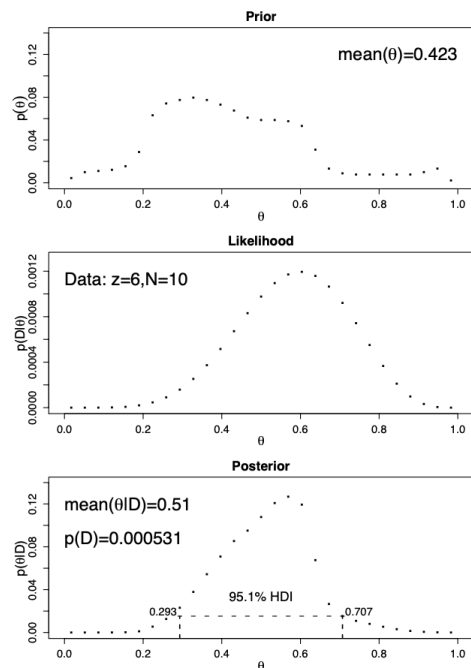 Prior
mean(θ)=0.423
p(θ)
0.00 0.04 0.08 0.12
0.0 0.2 0.4 0.6 0.8 1.0
θ
Likelihood
Data: z=6,N=10
p(D|θ)
0.0000 0.0004 0.0012
0.0 0.2 0.4 0.6 0.8 1.0
θ
Posterior
mean(θ|D)=0.51
p(D)=0.000531
p(θ|D)
0.00 0.04 0.08 0.12
95.1% HDI
0.293 0.707
0.0 0.2 0.4 0.6 0.8 1.0
θ